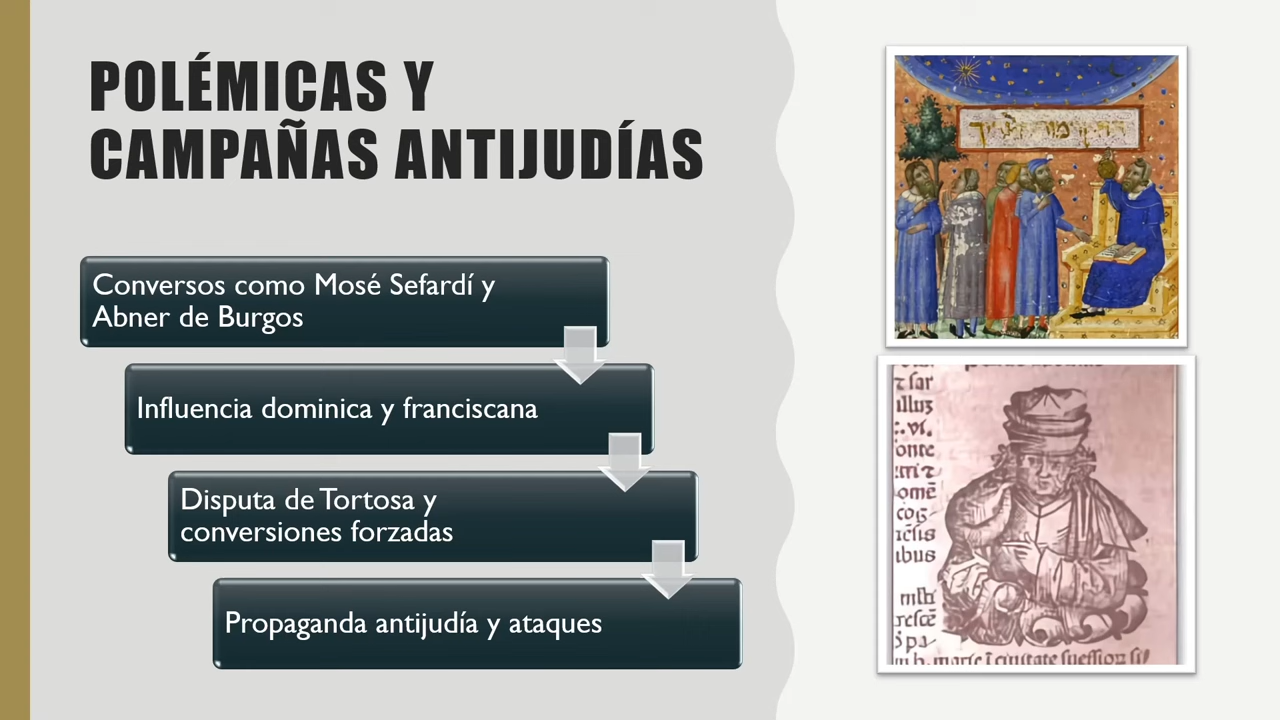 POLÉMICAS Y
CAMPAÑAS ANTIJUDÍAS
Conversos como Mosé Sefardí y
Abner de Burgos
Influencia dominica y franciscana
Disputa de Tortosa y
conversiones forzadas
Propaganda antijudía y ataques